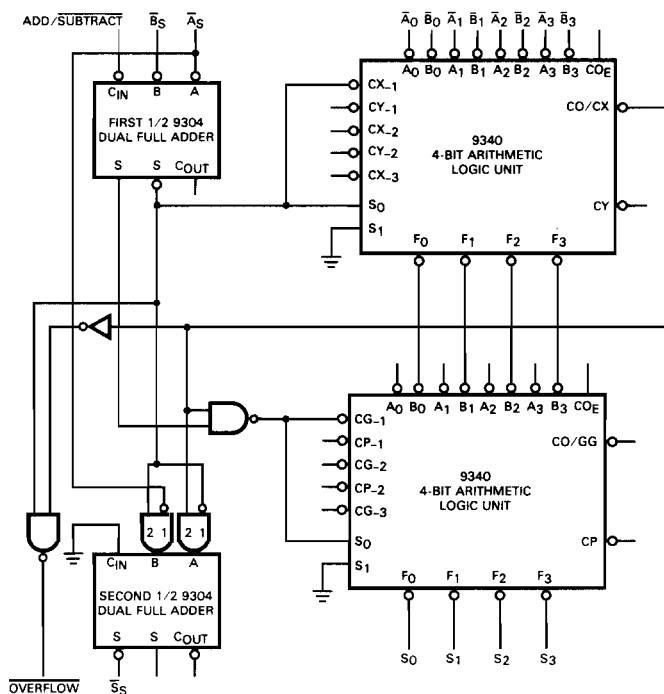 ADD/SUBTRACT B̅S A̅S
A̅0 B̅0 A̅1 B̅1 A̅2 B̅2 A̅3 B̅3
CIN B A
A0 B0 A1 B1 A2 B2 A3 B3 COE
FIRST 1/2 9304
DUAL FULL ADDER
S S COUT
CX-1
CY-1
CX-2
CY-2
CX-3
S0
S1
9340
4-BIT ARITHMETIC
LOGIC UNIT
CO/CX
CY
F0 F1 F2 F3
A0 B0 A1 B1 A2 B2 A3 B3 COE
CG-1
CP-1
CG-2
CP-2
CG-3
S0
S1
9340
4-BIT ARITHMETIC
LOGIC UNIT
CO/GG
CP
F0 F1 F2 F3
S0 S1 S2 S3
2 1 2 1
CIN B A
SECOND 1/2 9304
DUAL FULL ADDER
S S COUT
OVERFLOW S̅S